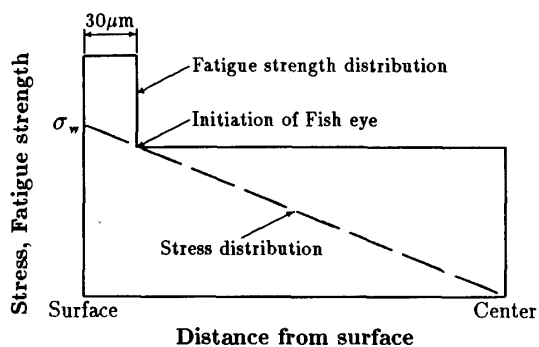 30μm
Fatigue strength distribution
σw
Initiation of Fish eye
Stress distribution
Stress, Fatigue strength
Surface
Center
Distance from surface